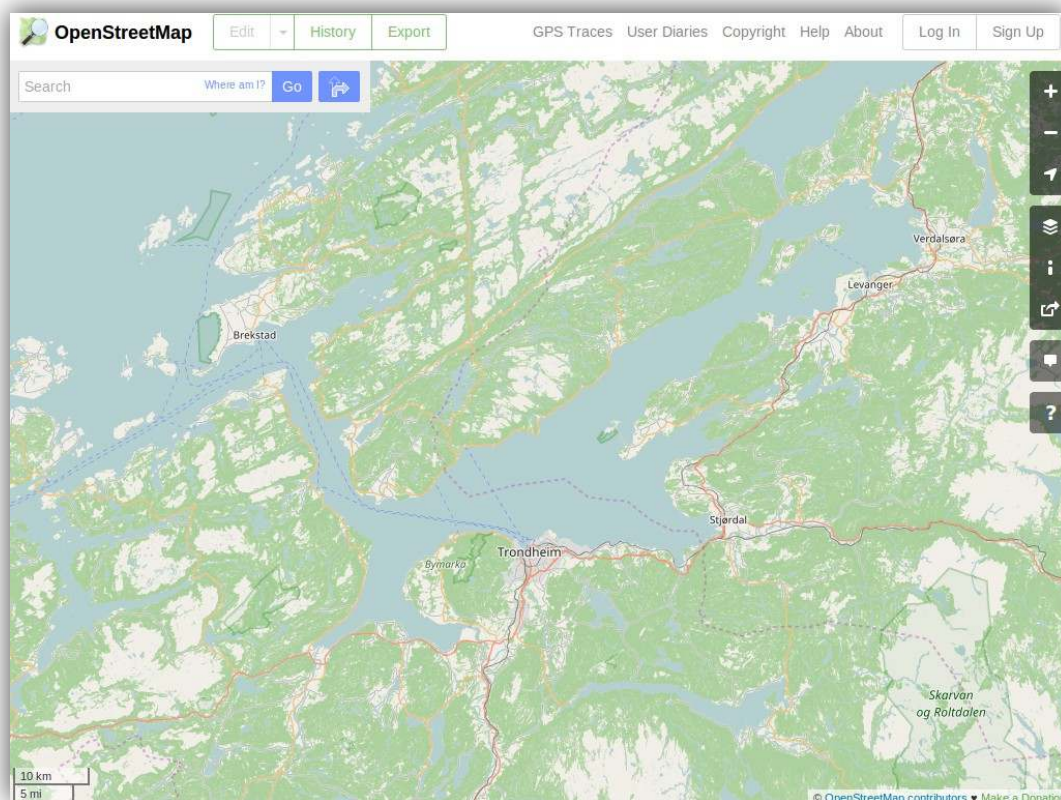 OpenStreetMap Edit History Export GPS Traces User Diaries Copyright Help About Log In Sign Up
Search Where am I? Go
Verdalsøra
Levanger
Brekstad
Stjørdal
Trondheim
Bymarka
Skarvan
og Roltdalen
10 km
5 mi
© OpenStreetMap contributors ♥ Make a Donation